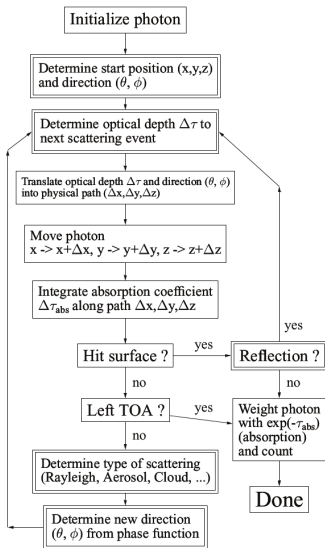 Initialize photon
Determine start position (x,y,z)
and direction (θ, ϕ)
Determine optical depth Δτ to
next scattering event
Translate optical depth Δτ and direction (θ, ϕ)
into physical path (Δx,Δy,Δz)
Move photon
x -> x+Δx, y -> y+Δy, z -> z+Δz
Integrate absorption coefficient
Δτabs along path Δx,Δy,Δz
yes
Hit surface ?
yes
Reflection ?
no
no
Left TOA ?
yes
Weight photon
with exp(-τabs)
(absorption)
and count
no
Determine type of scattering
(Rayleigh, Aerosol, Cloud, ...)
Done
Determine new direction
(θ, ϕ) from phase function